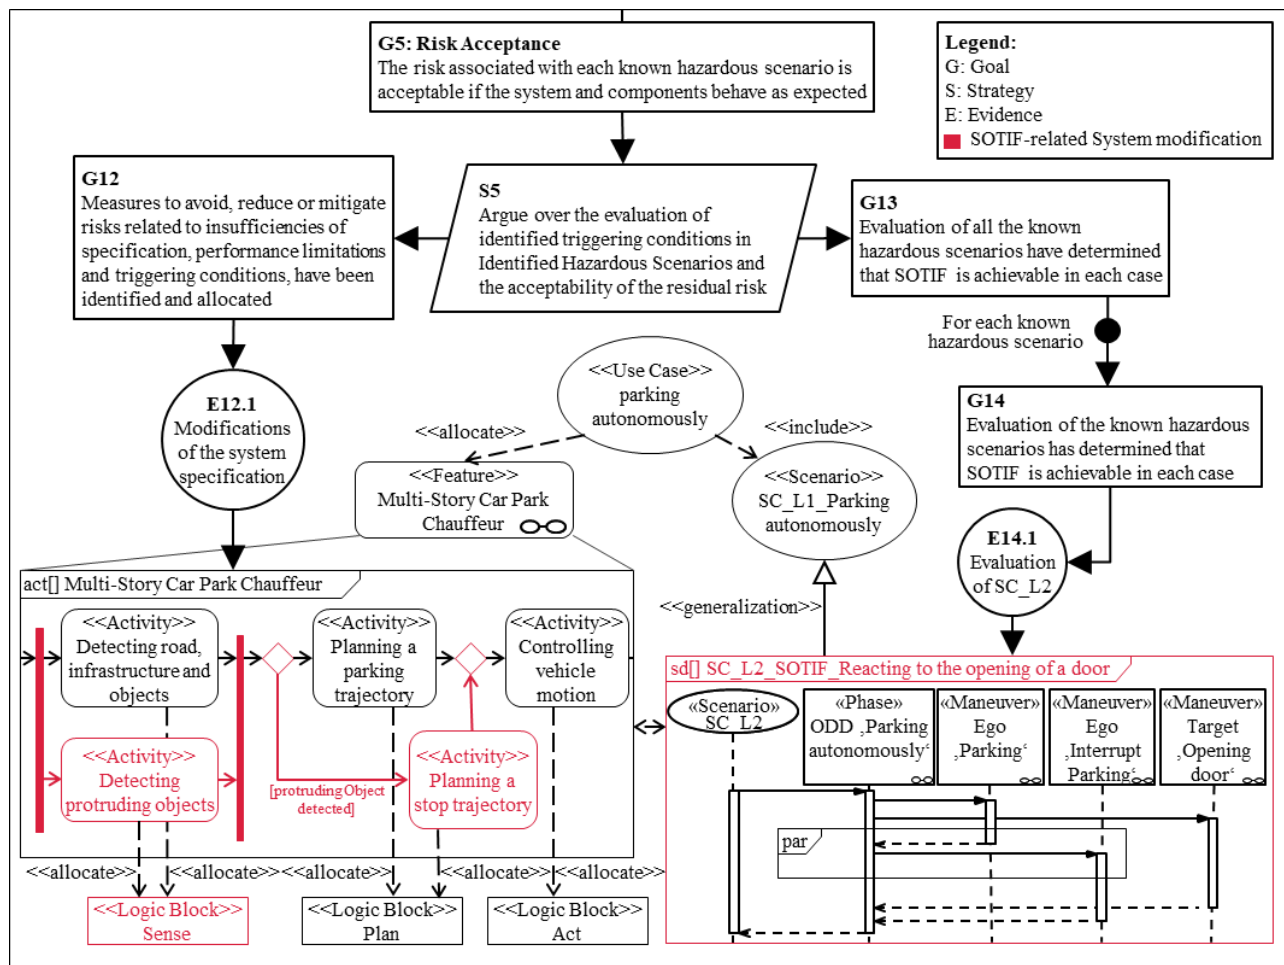 G5: Risk Acceptance
The risk associated with each known hazardous scenario is
acceptable if the system and components behave as expected
Legend:
G: Goal
S: Strategy
E: Evidence
SOTIF-related System modification
G12
Measures to avoid, reduce or mitigate
risks related to insufficiencies of
specification, performance limitations
and triggering conditions, have been
identified and allocated
S5
Argue over the evaluation of
identified triggering conditions in
Identified Hazardous Scenarios and
the acceptability of the residual risk
G13
Evaluation of all the known
hazardous scenarios have determined
that SOTIF is achievable in each case
For each known
hazardous scenario
G14
Evaluation of the known hazardous
scenarios has determined that
SOTIF is achievable in each case
E12.1
Modifications
of the system
specification
<<Use Case>>
parking
autonomously
<<allocate>>
<<include>>
<<Feature>>
Multi-Story Car Park
Chauffeur
<<Scenario>>
SC_L1_Parking
autonomously
E14.1
Evaluation
of SC_L2
<<generalization>>
act[] Multi-Story Car Park Chauffeur
<<Activity>>
Detecting road,
infrastructure and
objects
<<Activity>>
Planning a
parking
trajectory
<<Activity>>
Controlling
vehicle
motion
<<Activity>>
Detecting
protruding objects
[protruding Object
detected]
<<Activity>>
Planning a
stop trajectory
<<allocate>>
<<allocate>>
<<allocate>>
<<allocate>>
<<allocate>>
<<Logic Block>>
Sense
<<Logic Block>>
Plan
<<Logic Block>>
Act
sd[] SC_L2_SOTIF_Reacting to the opening of a door
«Scenario»
SC_L2
«Phase»
ODD ‚Parking
autonomously‘
«Maneuver»
Ego
‚Parking‘
«Maneuver»
Ego
‚Interrupt
Parking‘
«Maneuver»
Target
‚Opening
door‘
par